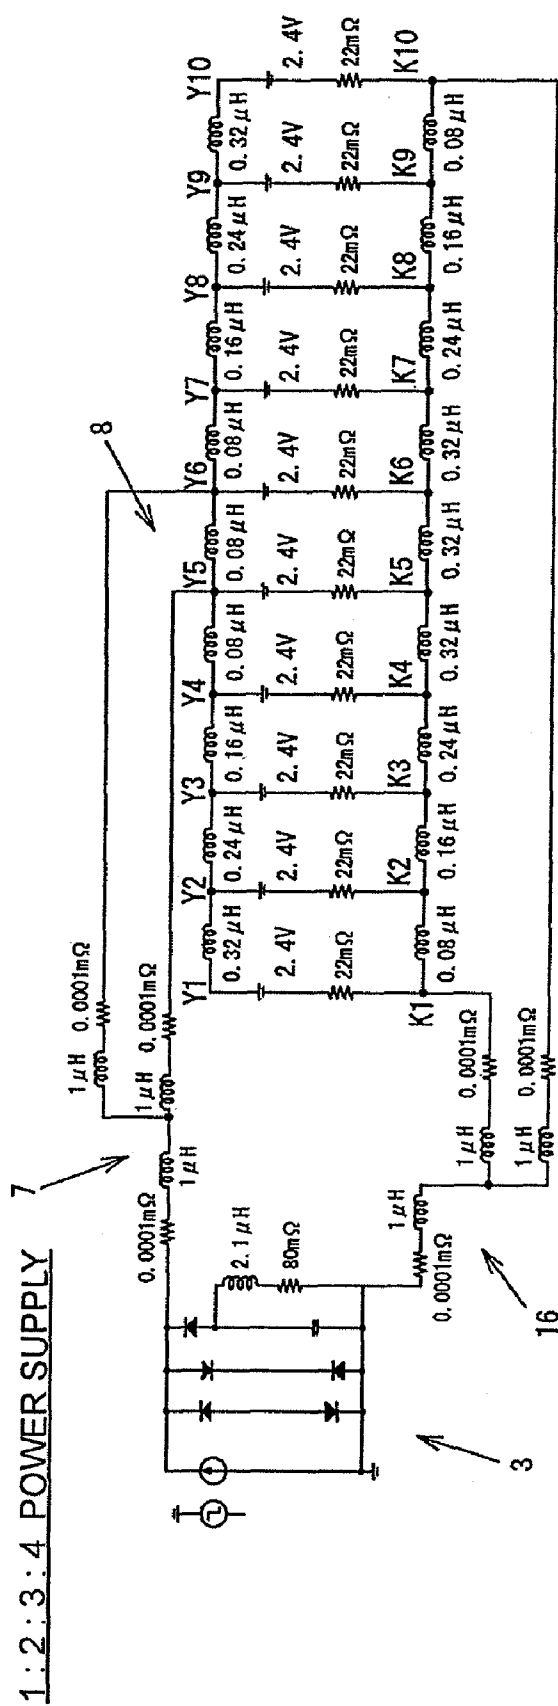 1:2:3:4 POWER SUPPLY
7
8
3
16
0.0001mΩ
1μH
1μH
0.0001mΩ
1μH
0.0001mΩ
2.1μH
80mΩ
1μH
0.0001mΩ
1μH
0.0001mΩ
1μH
0.0001mΩ
Y1
Y2
Y3
Y4
Y5
Y6
Y7
Y8
Y9
Y10
0.32μH
0.24μH
0.16μH
0.08μH
0.08μH
0.08μH
0.16μH
0.24μH
0.32μH
2.4V
2.4V
2.4V
2.4V
2.4V
2.4V
2.4V
2.4V
2.4V
2.4V
22mΩ
22mΩ
22mΩ
22mΩ
22mΩ
22mΩ
22mΩ
22mΩ
22mΩ
22mΩ
K1
K2
K3
K4
K5
K6
K7
K8
K9
K10
0.08μH
0.16μH
0.24μH
0.32μH
0.32μH
0.32μH
0.24μH
0.16μH
0.08μH